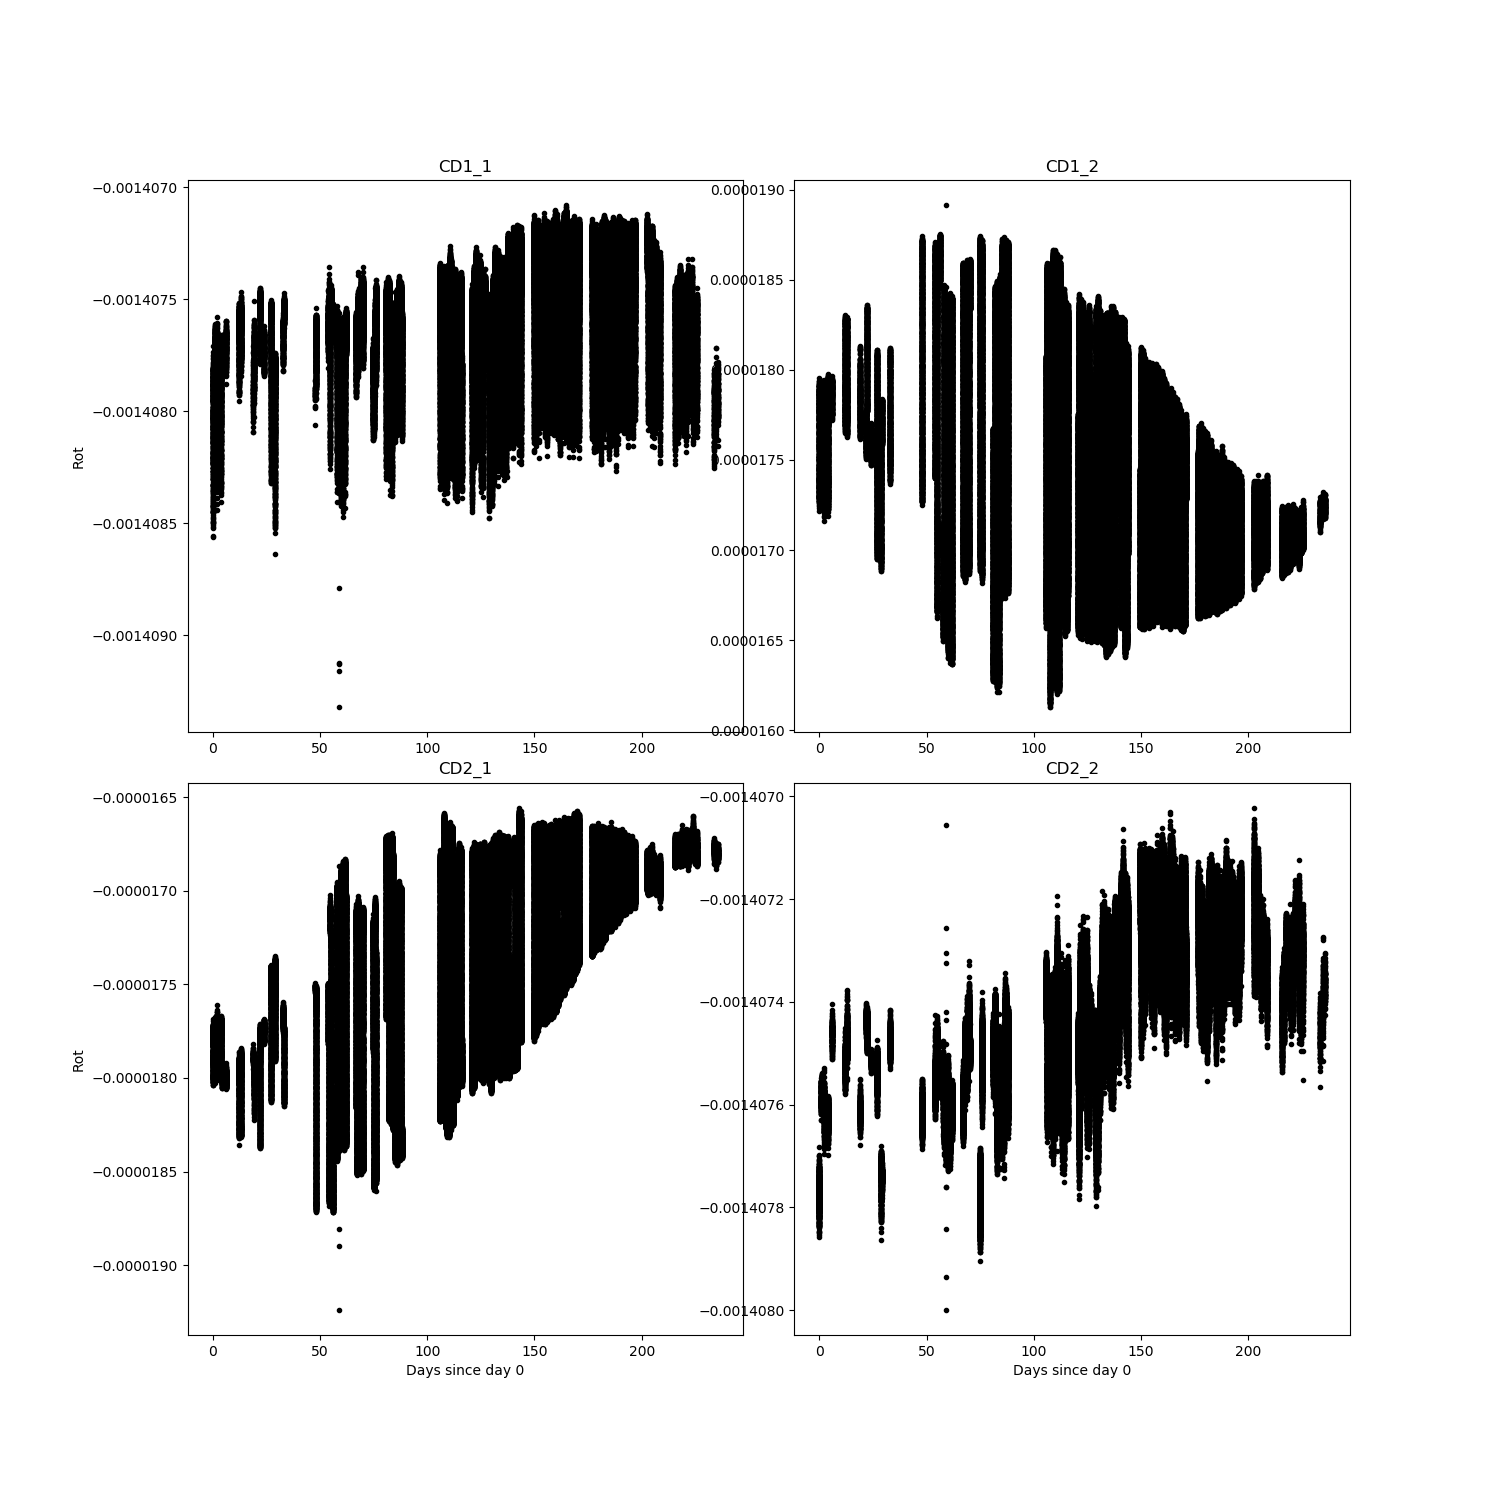 CD1_1
−0.0014070
−0.0014075
−0.0014080
−0.0014085
−0.0014090
Rot
0 50 100 150 200
CD1_2
0.0000190
0.0000185
0.0000180
0.0000175
0.0000170
0.0000165
0.0000160
0 50 100 150 200
CD2_1
−0.0000165
−0.0000170
−0.0000175
−0.0000180
−0.0000185
−0.0000190
Rot
0 50 100 150 200
Days since day 0
CD2_2
−0.0014070
−0.0014072
−0.0014074
−0.0014076
−0.0014078
−0.0014080
0 50 100 150 200
Days since day 0